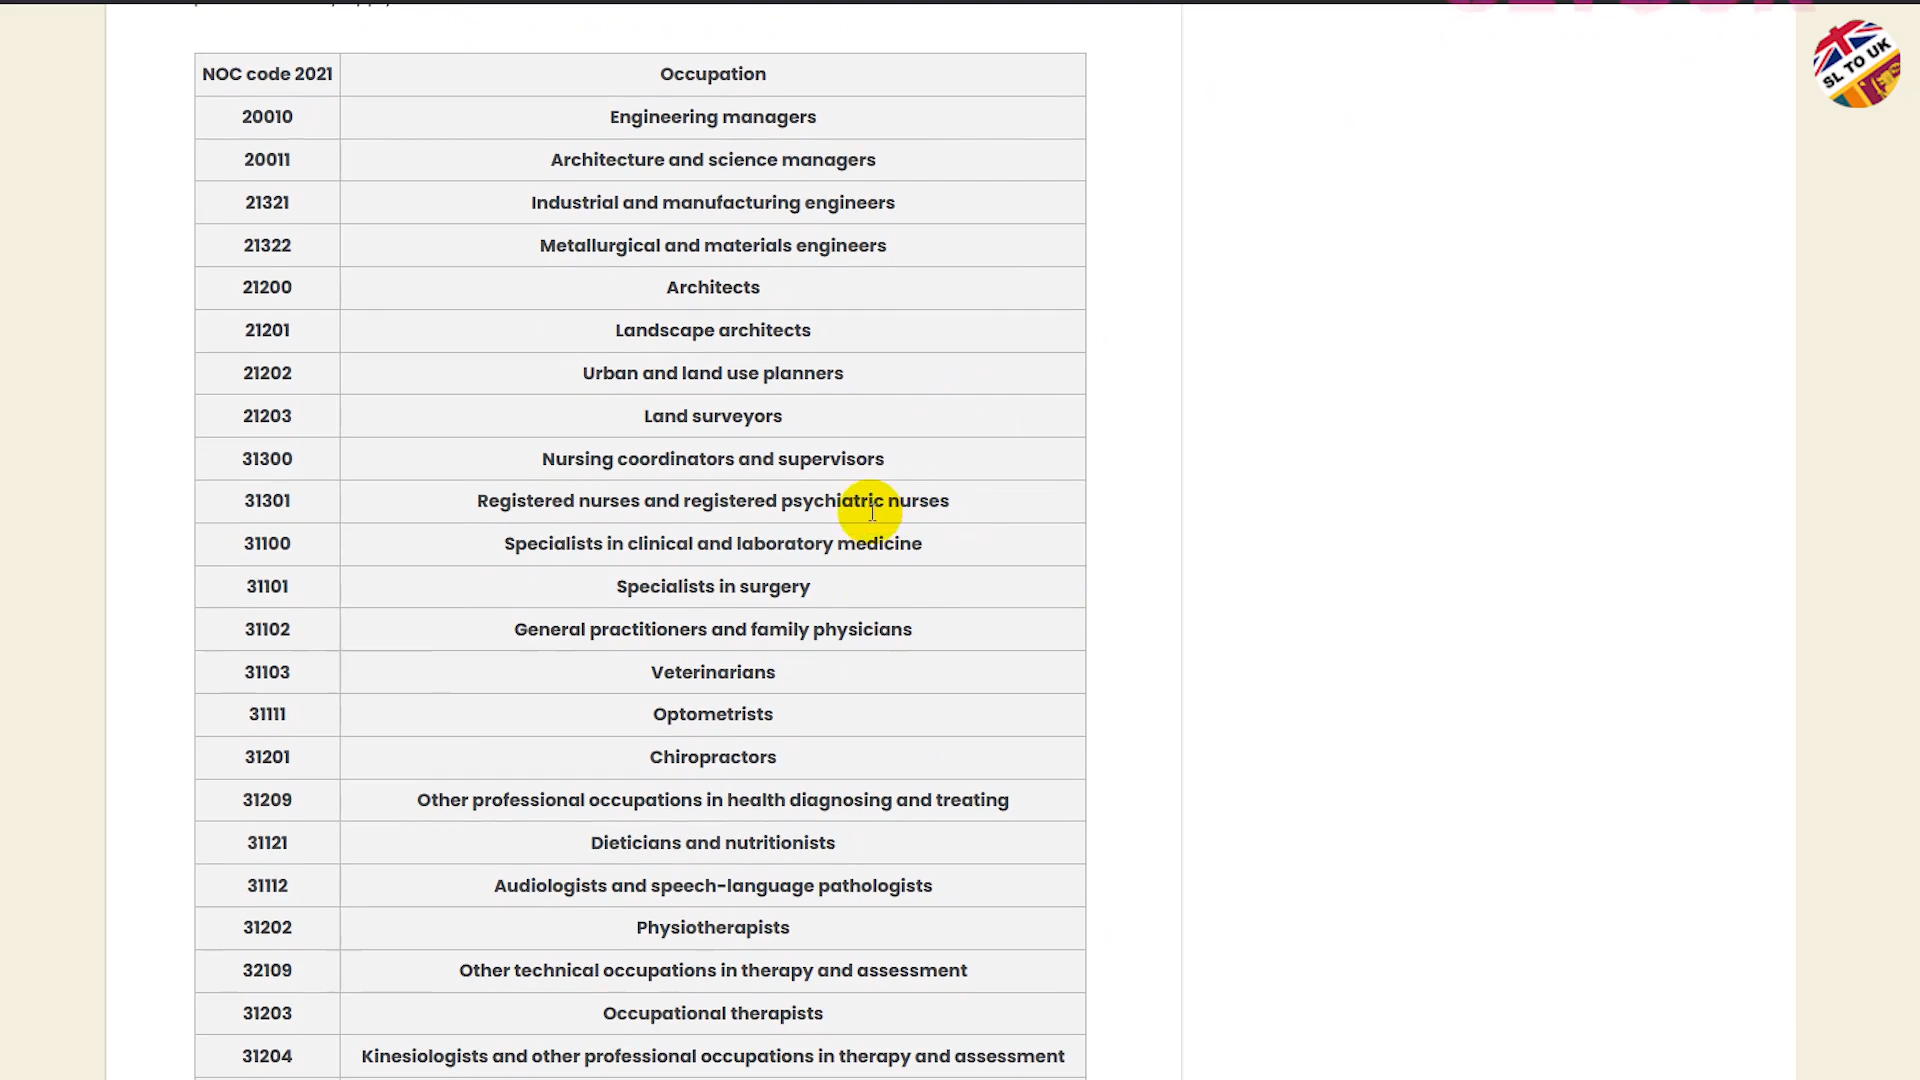 NOC code 2021 Occupation
20010 Engineering managers
20011 Architecture and science managers
21321 Industrial and manufacturing engineers
21322 Metallurgical and materials engineers
21200 Architects
21201 Landscape architects
21202 Urban and land use planners
21203 Land surveyors
31300 Nursing coordinators and supervisors
31301 Registered nurses and registered psychiatric nurses
31100 Specialists in clinical and laboratory medicine
31101 Specialists in surgery
31102 General practitioners and family physicians
31103 Veterinarians
31111 Optometrists
31201 Chiropractors
31209 Other professional occupations in health diagnosing and treating
31121 Dieticians and nutritionists
31112 Audiologists and speech-language pathologists
31202 Physiotherapists
32109 Other technical occupations in therapy and assessment
31203 Occupational therapists
31204 Kinesiologists and other professional occupations in therapy and assessment
SL TO UK